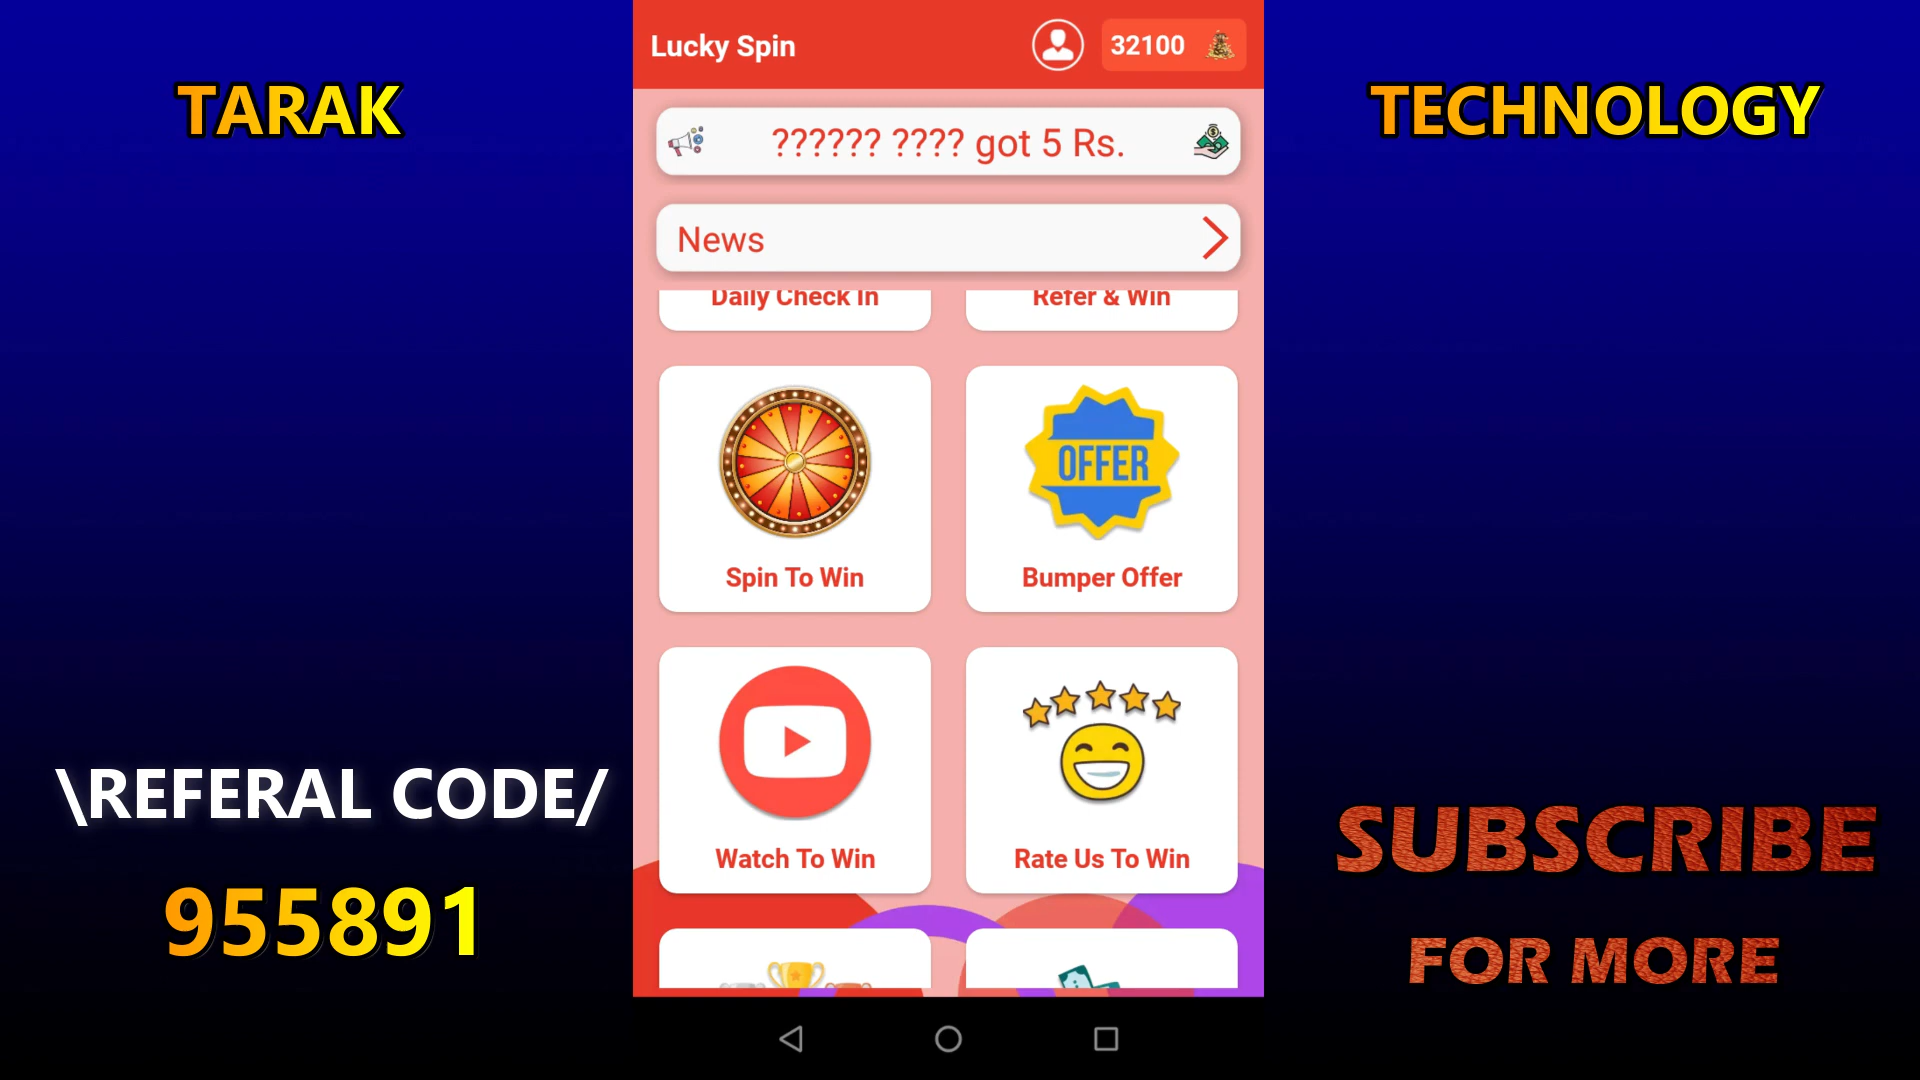 TARAK
TECHNOLOGY
Lucky Spin
32100
?????? ???? got 5 Rs.
News
Daily Check In
Refer & Win
OFFER
Spin To Win
Bumper Offer
Watch To Win
Rate Us To Win
\REFERAL CODE/
955891
SUBSCRIBE
FOR MORE